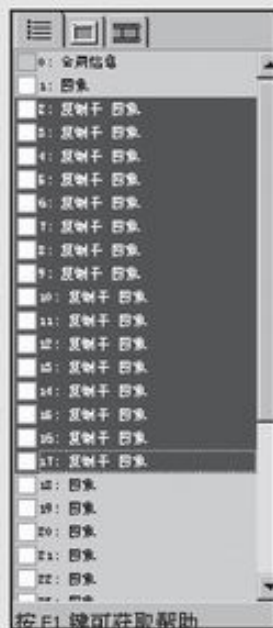 0: 全局信息
1: 图象
2: 复制于 图象
3: 复制于 图象
4: 复制于 图象
5: 复制于 图象
6: 复制于 图象
7: 复制于 图象
8: 复制于 图象
9: 复制于 图象
10: 复制于 图象
11: 复制于 图象
12: 复制于 图象
13: 复制于 图象
14: 复制于 图象
15: 复制于 图象
16: 复制于 图象
17: 复制于 图象
18: 图象
19: 图象
20: 图象
21: 图象
22: 图象
按 F1 键可获取帮助